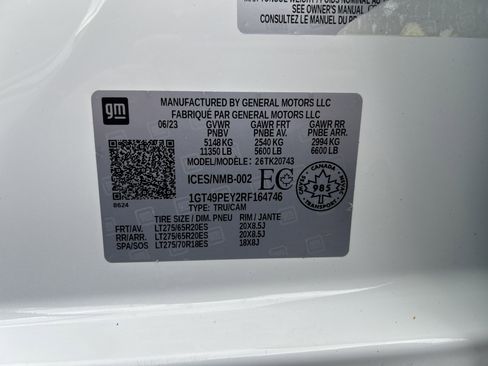 SEE OWNER'S MANUAL
CONSULTEZ LE MANUEL DU
gm
MANUFACTURED BY GENERAL MOTORS LLC
FABRIQUÉ PAR GENERAL MOTORS LLC
06/23 GVWR GAWR FRT GAWR RR
PNBV PNBE AV. PNBE ARR.
5148 KG 2540 KG 2994 KG
11350 LB 5600 LB 6600 LB
MODEL/MODÈLE: 26TK20743
ICES/NMB-002 EC CANADA 985
1GT49PEY2RF164746
8624 TYPE: TRU/CAM
TIRE SIZE / DIM. PNEU RIM / JANTE
FRT/AV. LT275/65R20ES 20X8.5J
RR/ARR. LT275/65R20ES 20X8.5J
SPA/SOS LT275/70R18ES 18X8J